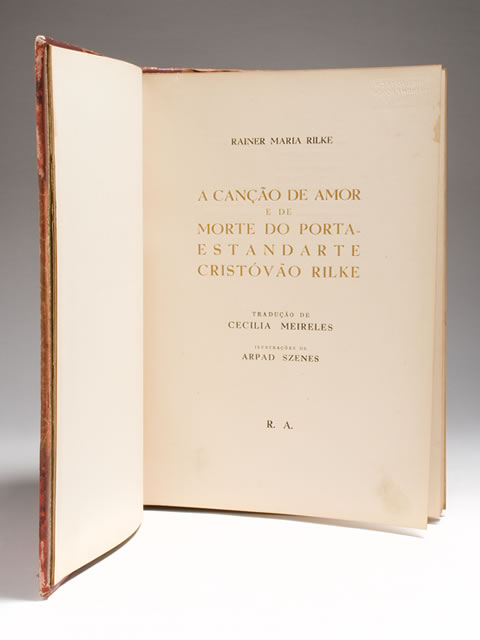 RAINER MARIA RILKE
A CANÇÃO DE AMOR
E DE
MORTE DO PORTA-
ESTANDARTE
CRISTÓVÃO RILKE
TRADUÇÃO DE
CECILIA MEIRELES
ILUSTRAÇÕES DE
ARPAD SZENES
R. A.